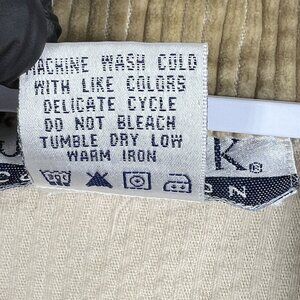 MACHINE WASH COLD
WITH LIKE COLORS
DELICATE CYCLE
DO NOT BLEACH
TUMBLE DRY LOW
WARM IRON